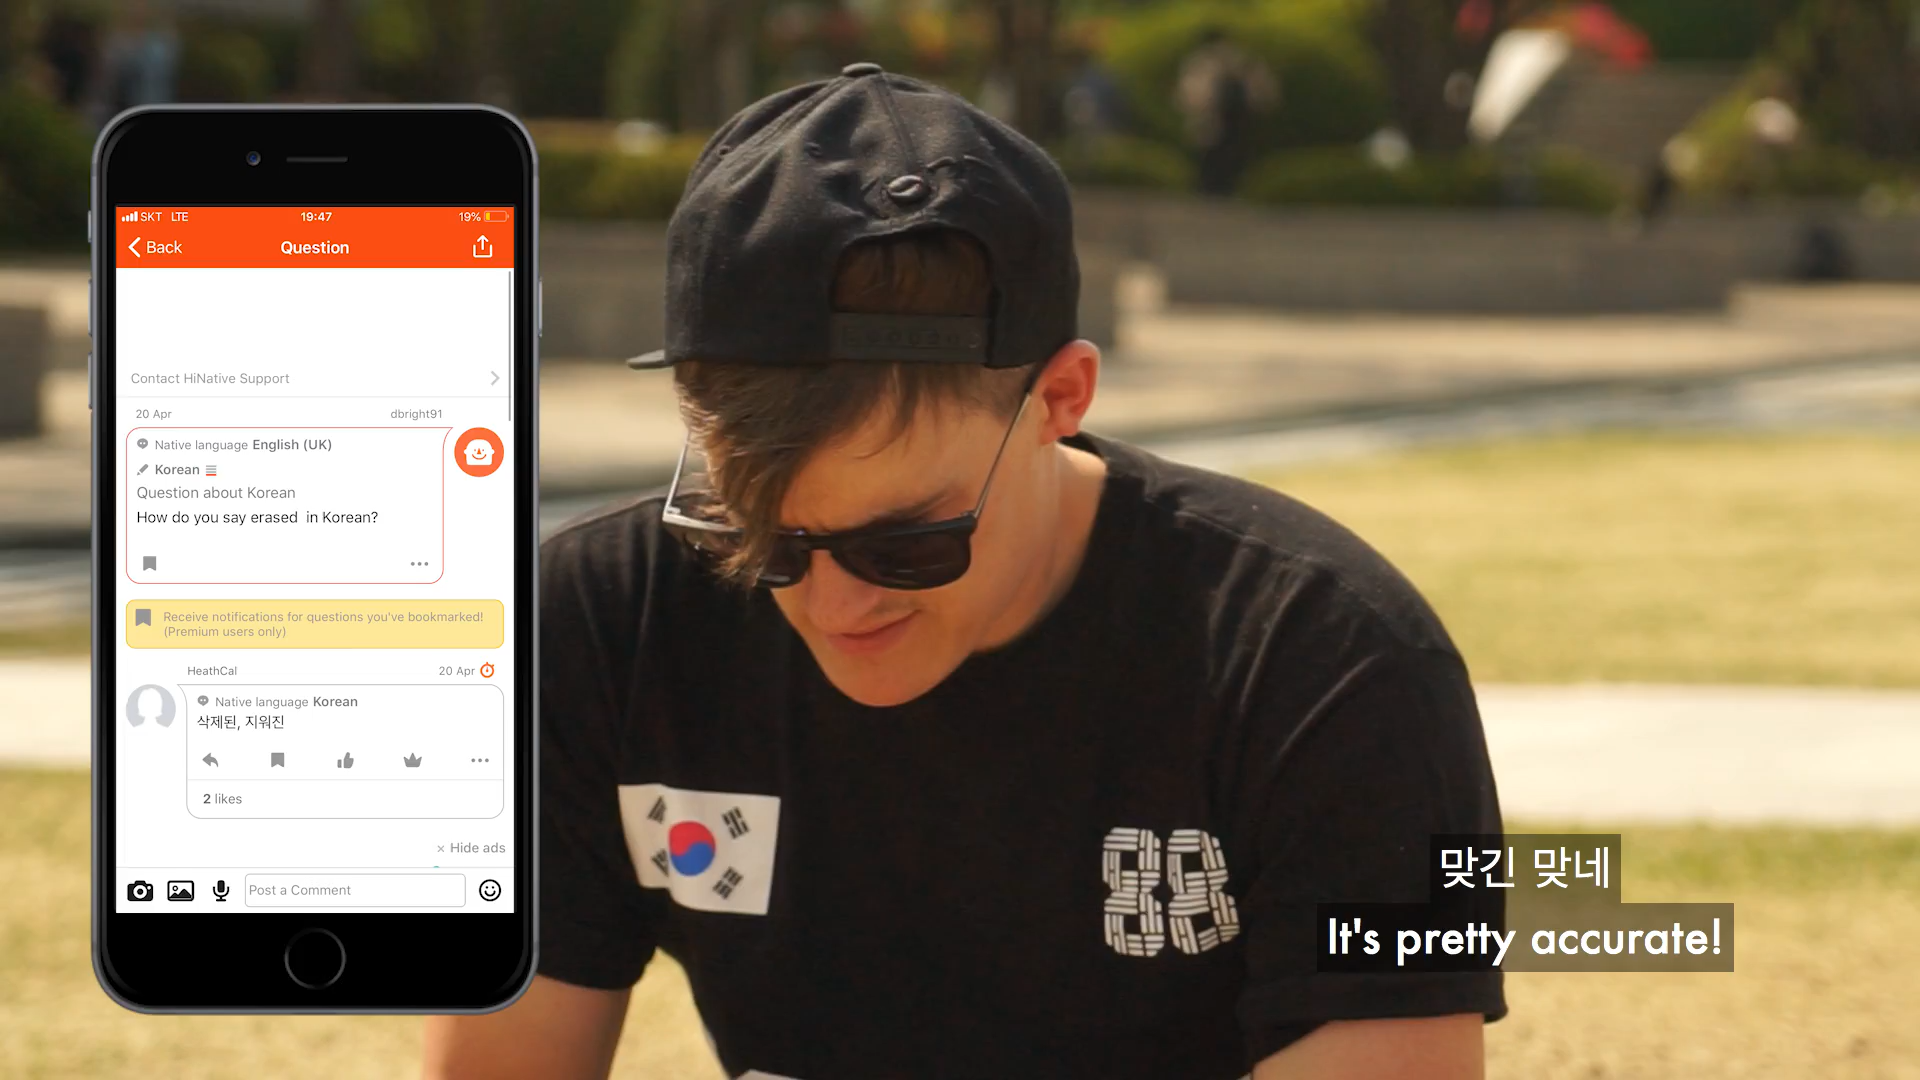 SKT LTE 19:47 19%
Back Question
Contact HiNative Support
20 Apr dbright91
Native language English (UK)
Korean
Question about Korean
How do you say erased in Korean?
Receive notifications for questions you've bookmarked!
(Premium users only)
HeathCal 20 Apr
Native language Korean
삭제된, 지워진
2 likes
× Hide ads
Post a Comment
88
맞긴 맞네
It's pretty accurate!